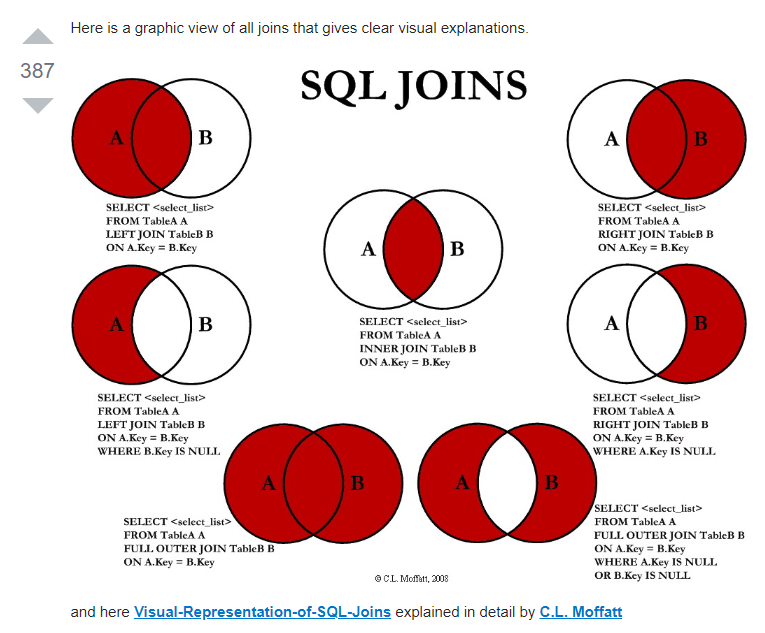 Here is a graphic view of all joins that gives clear visual explanations.
387
SQL JOINS
A B
SELECT <select_list>
FROM TableA A
LEFT JOIN TableB B
ON A.Key = B.Key
A B
SELECT <select_list>
FROM TableA A
RIGHT JOIN TableB B
ON A.Key = B.Key
A B
SELECT <select_list>
FROM TableA A
INNER JOIN TableB B
ON A.Key = B.Key
A B
SELECT <select_list>
FROM TableA A
LEFT JOIN TableB B
ON A.Key = B.Key
WHERE B.Key IS NULL
A B
SELECT <select_list>
FROM TableA A
RIGHT JOIN TableB B
ON A.Key = B.Key
WHERE A.Key IS NULL
A B
SELECT <select_list>
FROM TableA A
FULL OUTER JOIN TableB B
ON A.Key = B.Key
A B
SELECT <select_list>
FROM TableA A
FULL OUTER JOIN TableB B
ON A.Key = B.Key
WHERE A.Key IS NULL
OR B.Key IS NULL
© C.L. Moffatt, 2008
and here Visual-Representation-of-SQL-Joins explained in detail by C.L. Moffatt